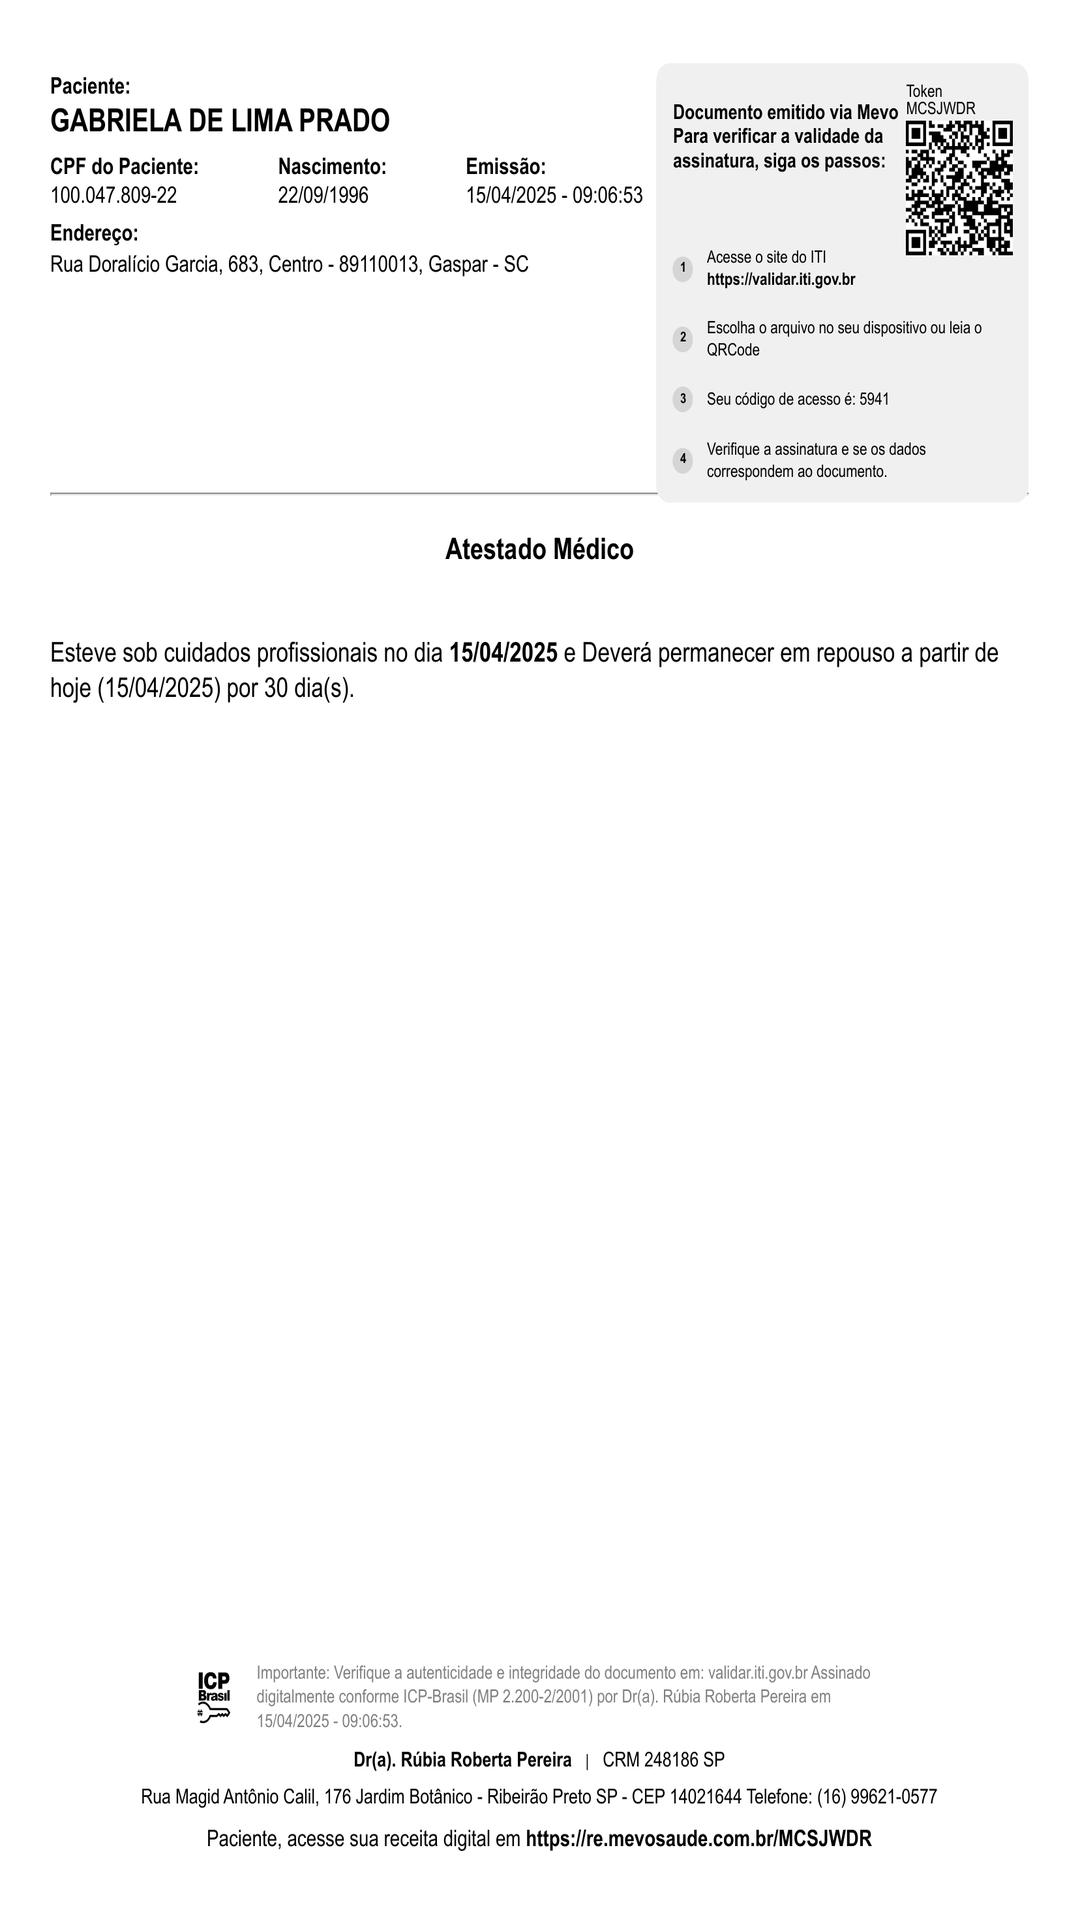 Paciente:
GABRIELA DE LIMA PRADO
CPF do Paciente: Nascimento: Emissão:
100.047.809-22 22/09/1996 15/04/2025 - 09:06:53
Endereço:
Rua Doralício Garcia, 683, Centro - 89110013, Gaspar - SC
Token
MCSJWDR
Documento emitido via Mevo
Para verificar a validade da
assinatura, siga os passos:
1 Acesse o site do ITI
https://validar.iti.gov.br
2 Escolha o arquivo no seu dispositivo ou leia o
QRCode
3 Seu código de acesso é: 5941
4 Verifique a assinatura e se os dados
correspondem ao documento.
Atestado Médico
Esteve sob cuidados profissionais no dia 15/04/2025 e Deverá permanecer em repouso a partir de
hoje (15/04/2025) por 30 dia(s).
ICP
Brasil
Importante: Verifique a autenticidade e integridade do documento em: validar.iti.gov.br Assinado
digitalmente conforme ICP-Brasil (MP 2.200-2/2001) por Dr(a). Rúbia Roberta Pereira em
15/04/2025 - 09:06:53.
Dr(a). Rúbia Roberta Pereira | CRM 248186 SP
Rua Magid Antônio Calil, 176 Jardim Botânico - Ribeirão Preto SP - CEP 14021644 Telefone: (16) 99621-0577
Paciente, acesse sua receita digital em https://re.mevosaude.com.br/MCSJWDR